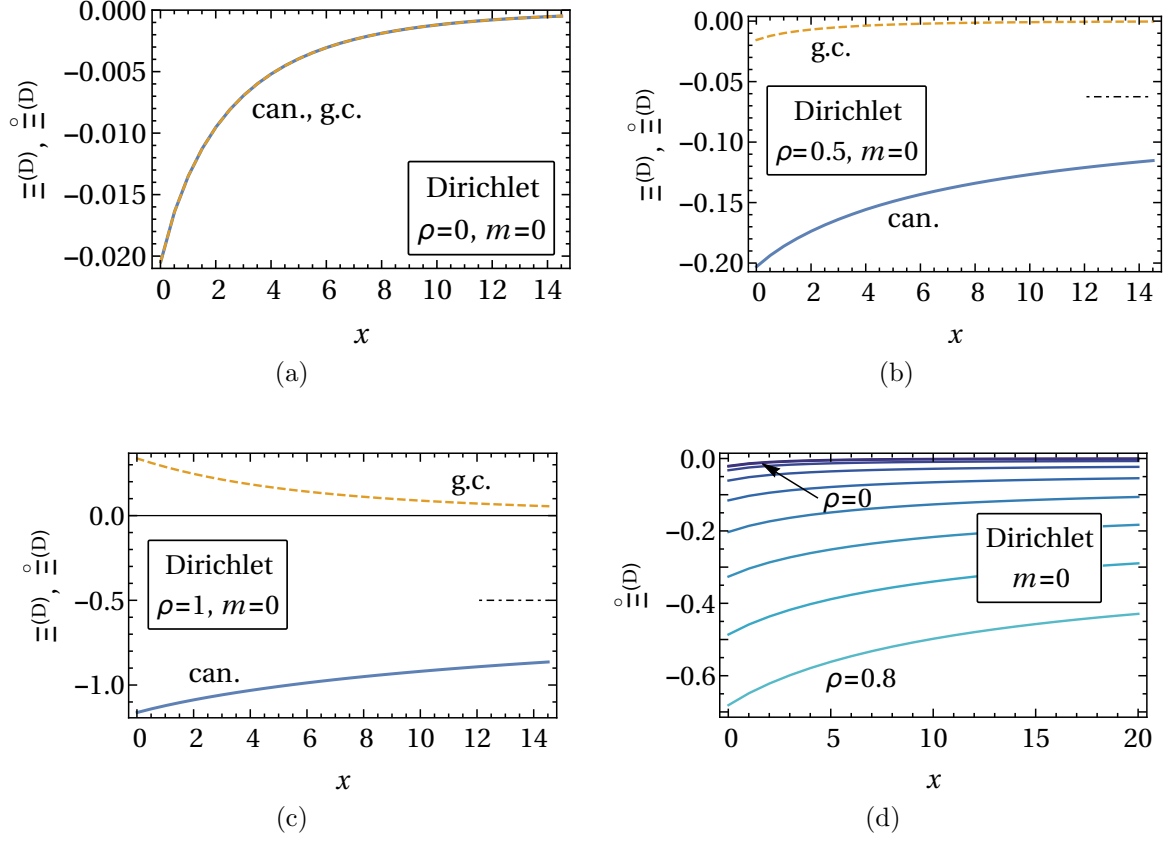 Ξ(D), Ξ̊(D)
0.000
−0.005
−0.010
−0.015
−0.020
can., g.c.
Dirichlet
ρ=0, m=0
0 2 4 6 8 10 12 14
x
(a)
Ξ(D), Ξ̊(D)
0.00
−0.05
−0.10
−0.15
−0.20
g.c.
Dirichlet
ρ=0.5, m=0
can.
0 2 4 6 8 10 12 14
x
(b)
Ξ(D), Ξ̊(D)
0.0
−0.5
−1.0
g.c.
Dirichlet
ρ=1, m=0
can.
0 2 4 6 8 10 12 14
x
(c)
Ξ̊(D)
0.0
−0.2
−0.4
−0.6
ρ=0
Dirichlet
m=0
ρ=0.8
0 5 10 15 20
x
(d)